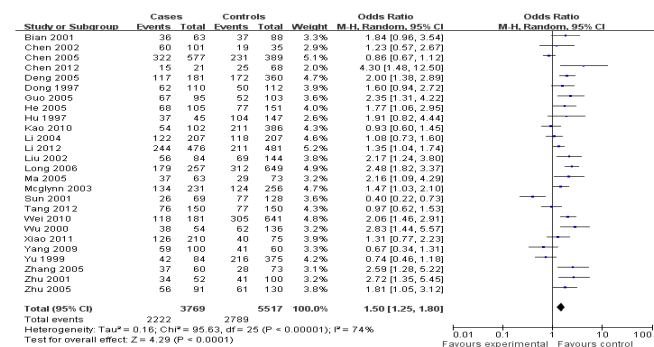 Cases Controls Odds Ratio Odds Ratio
Study or Subgroup Events Total Events Total Weight M-H, Random, 95% CI M-H, Random, 95% CI
Bian 2001 36 63 37 88 3.3% 1.84 [0.96, 3.54]
Chen 2002 60 101 19 35 2.8% 1.23 [0.57, 2.67]
Chen 2005 322 577 231 389 5.5% 0.86 [0.67, 1.12]
Chen 2012 15 21 25 68 1.8% 4.30 [1.48, 12.50]
Deng 2005 117 181 172 360 4.9% 2.00 [1.38, 2.89]
Dong 1997 62 110 50 112 3.9% 1.60 [0.94, 2.72]
Guo 2005 67 95 52 103 3.6% 2.35 [1.31, 4.22]
He 2005 68 105 77 151 4.0% 1.77 [1.06, 2.95]
Hu 1997 37 45 104 147 2.6% 1.91 [0.82, 4.44]
Kao 2010 54 102 211 386 4.4% 0.93 [0.60, 1.45]
Li 2004 122 207 118 207 4.7% 1.08 [0.73, 1.60]
Li 2012 244 476 211 481 5.5% 1.35 [1.04, 1.74]
Liu 2002 56 84 69 144 3.7% 2.17 [1.24, 3.80]
Long 2006 179 257 312 649 5.2% 2.48 [1.82, 3.37]
Ma 2005 37 63 29 73 3.2% 2.16 [1.09, 4.29]
Mcglynn 2003 134 231 124 256 4.9% 1.47 [1.03, 2.10]
Sun 2001 26 69 77 128 3.5% 0.40 [0.22, 0.73]
Tang 2012 76 150 77 150 4.3% 0.97 [0.62, 1.53]
Wei 2010 118 181 305 641 5.0% 2.06 [1.46, 2.91]
Wu 2000 38 54 62 136 3.2% 2.83 [1.44, 5.57]
Xiao 2011 126 210 40 75 3.9% 1.31 [0.77, 2.23]
Yang 2009 59 100 41 60 3.2% 0.67 [0.34, 1.31]
Yu 1999 42 84 216 375 4.2% 0.74 [0.46, 1.18]
Zhang 2005 37 60 28 73 3.1% 2.59 [1.28, 5.22]
Zhu 2001 34 52 41 100 3.1% 2.72 [1.35, 5.45]
Zhu 2005 56 91 61 130 3.8% 1.81 [1.05, 3.12]
Total (95% CI) 3769 5517 100.0% 1.50 [1.25, 1.80]
Total events 2222 2789
Heterogeneity: Tau² = 0.16; Chi² = 95.63, df = 25 (P < 0.00001); I² = 74%
Test for overall effect: Z = 4.29 (P < 0.0001)
0.01 0.1 1 10 100
Favours experimental Favours control